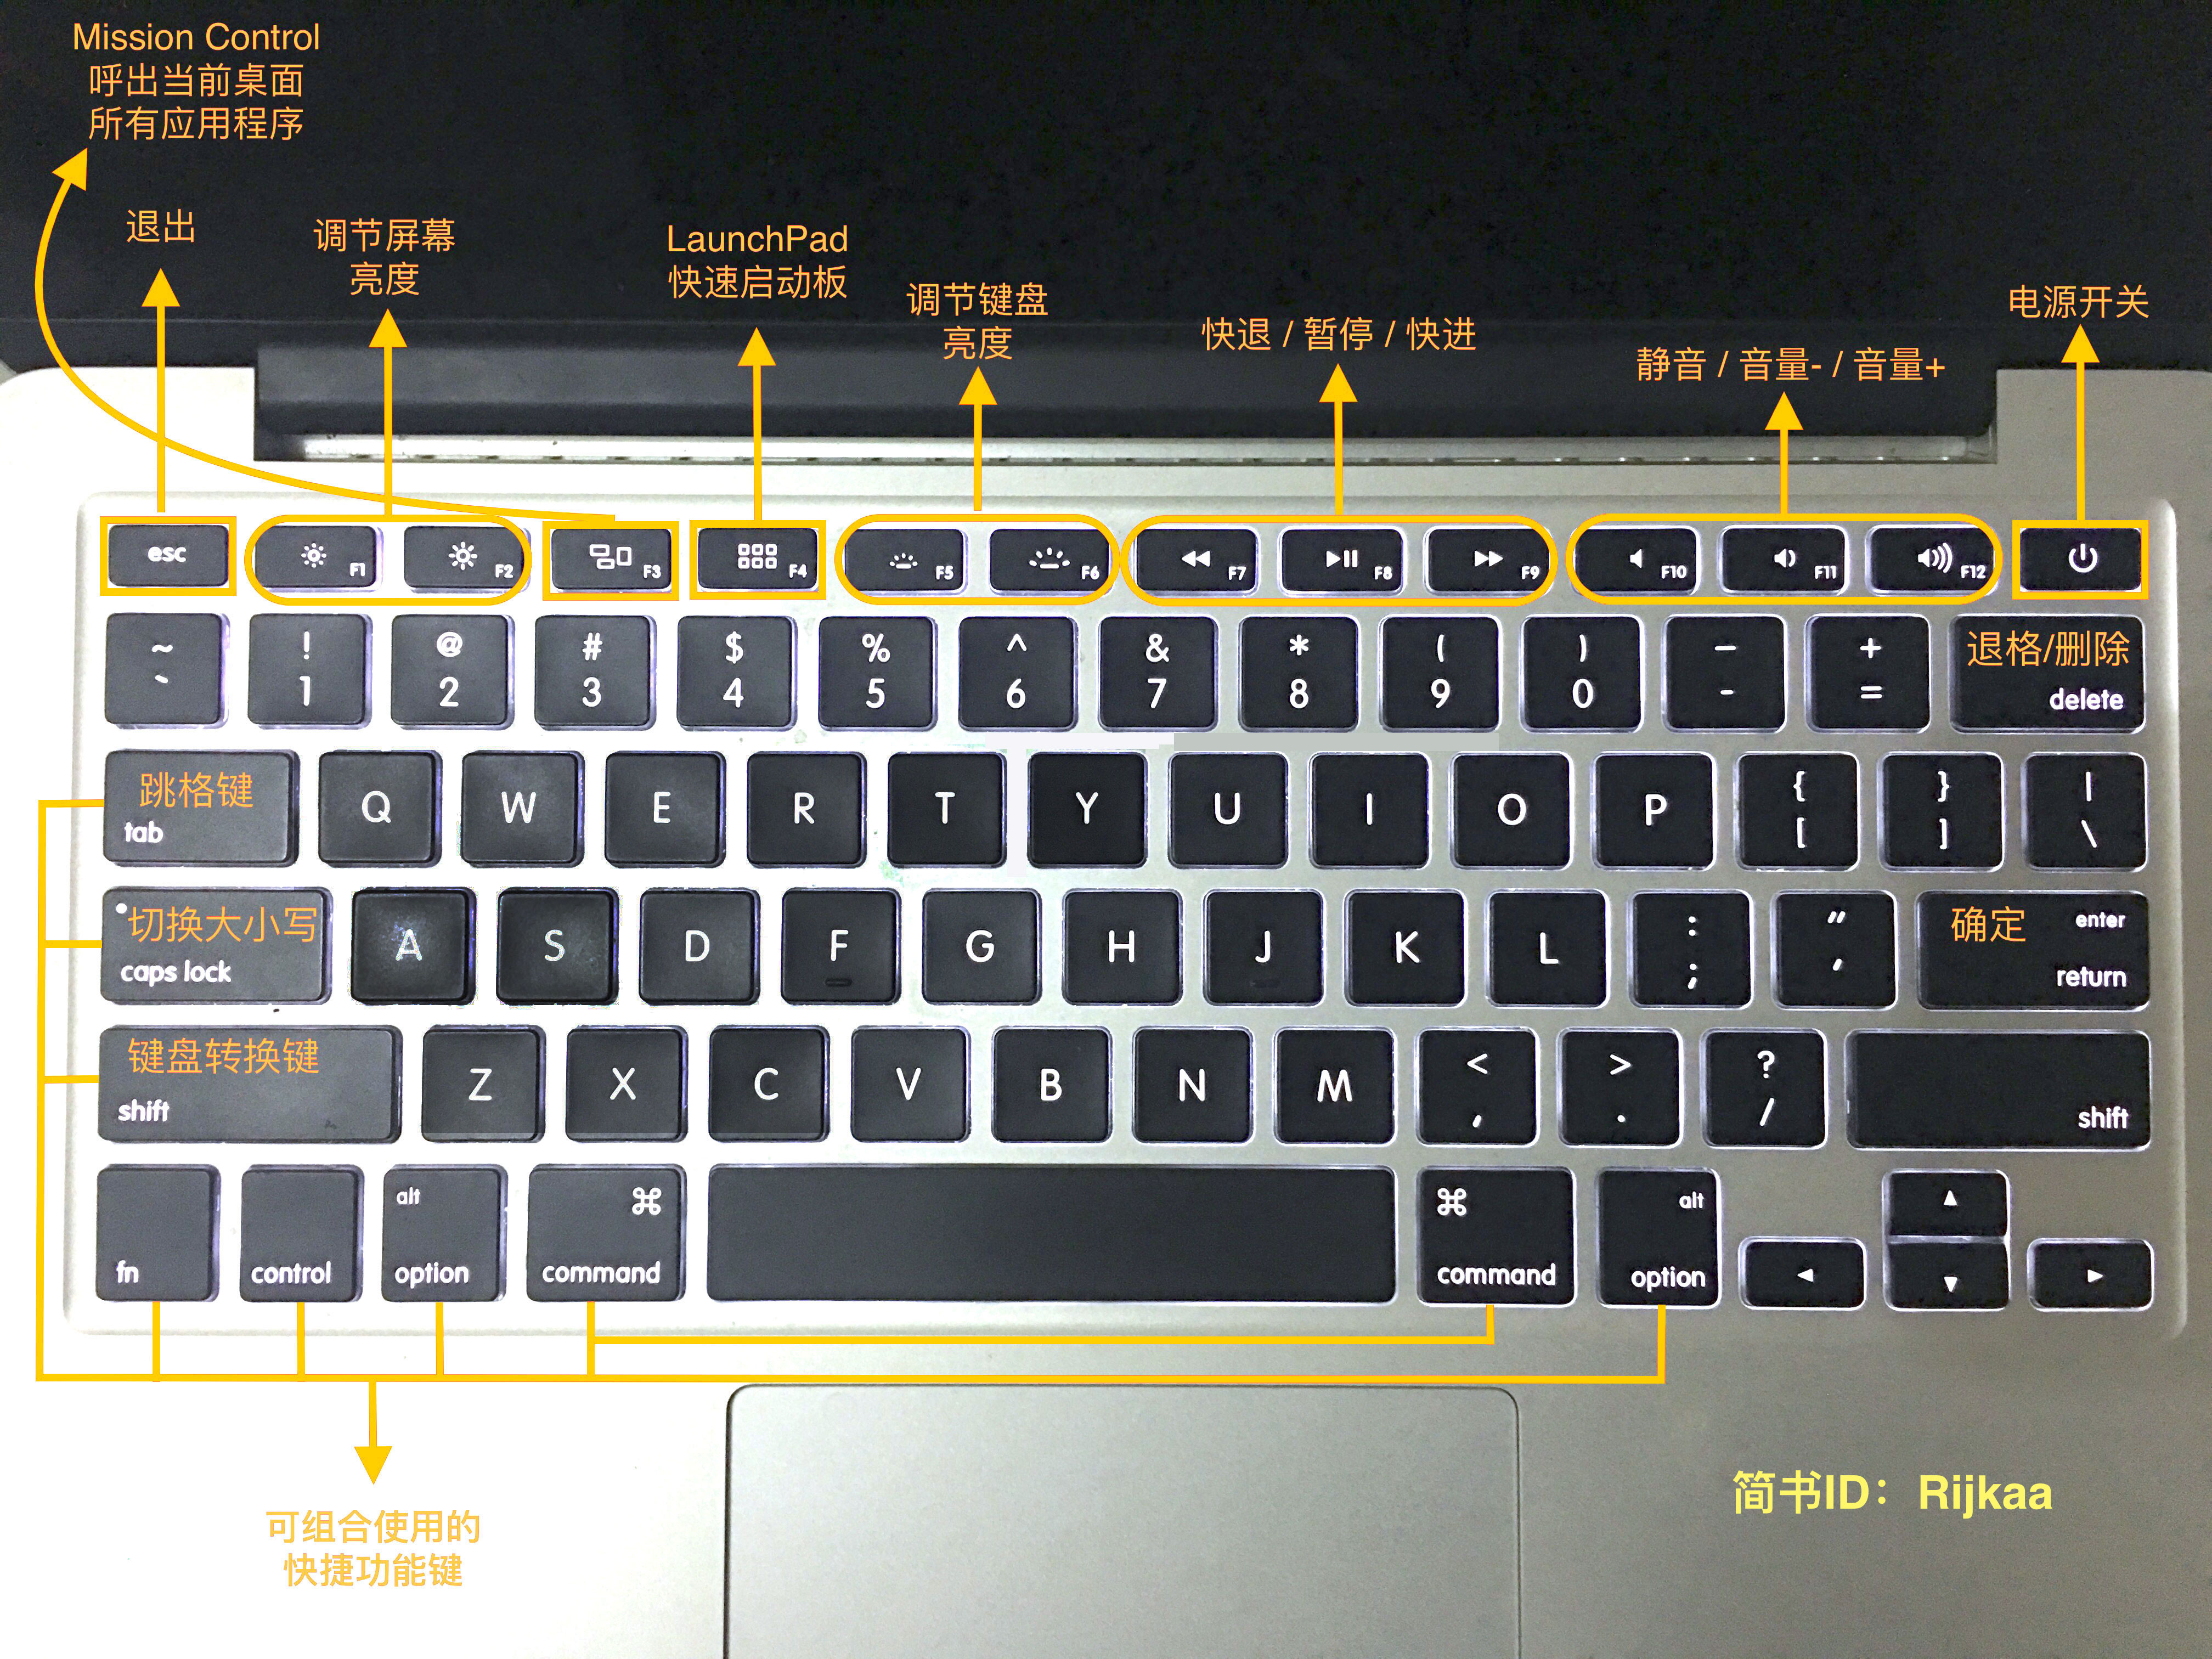 Mission Control
呼出当前桌面
所有应用程序
退出
调节屏幕
亮度
LaunchPad
快速启动板
调节键盘
亮度
快退 / 暂停 / 快进
静音 / 音量- / 音量+
电源开关
esc F1 F2 F3 F4 F5 F6 F7 F8 F9 F10 F11 F12
~ ! @ # $ % ^ & * ( ) — +
` 1 2 3 4 5 6 7 8 9 0 - =
退格/删除
delete
跳格键
tab
Q W E R T Y U I O P { } |
[ ] \
切换大小写
caps lock
A S D F G H J K L : "
; '
确定 enter
return
键盘转换键
shift
Z X C V B N M < > ?
, . /
shift
fn control
alt
option
⌘
command
⌘
command
alt
option
▲
◀ ▼ ▶
可组合使用的
快捷功能键
简书ID：Rijkaa